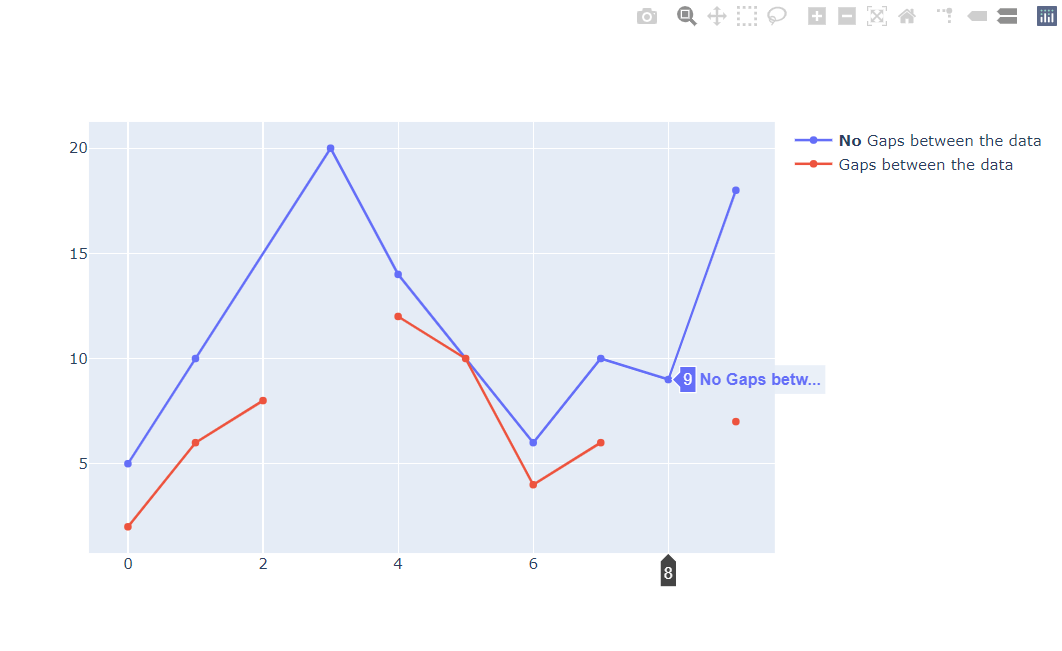 20
15
10
5
0 2 4 6 8
No Gaps between the data
Gaps between the data
9 No Gaps betw...